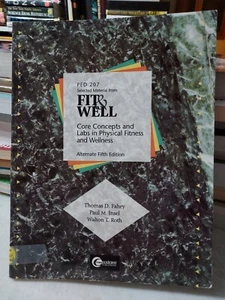 PED 207
Selected Material from
FIT &
WELL
Core Concepts and
Labs in Physical Fitness
and Wellness
Alternate Fifth Edition
Thomas D. Fahey
Paul M. Insel
Walton T. Roth